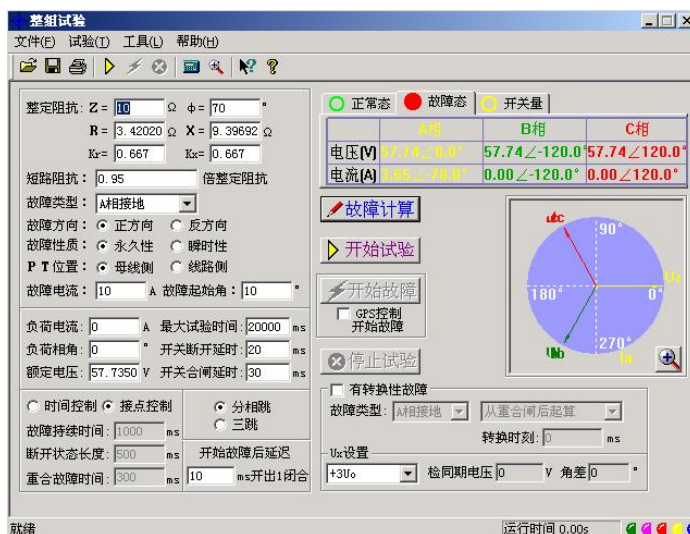 整组试验
文件(F) 试验(T) 工具(L) 帮助(H)
整定阻抗: Z = 10 Ω φ= 70 °
R = 3.42020 Ω X = 9.39692 Ω
Kr= 0.667 Kx= 0.667
短路阻抗: 0.95 倍整定阻抗
故障类型: A相接地
故障方向: 正方向 反方向
故障性质: 永久性 瞬时性
P T位置: 母线侧 线路侧
故障电流: 10 A 故障起始角: 10 °
负荷电流: 0 A 最大试验时间: 20000 ms
负荷相角: 0 ° 开关断开延时: 20 ms
额定电压: 57.7350 V 开关合闸延时: 30 ms
时间控制 接点控制
故障持续时间: 1000 ms
断开状态长度: 500 ms
重合故障时间: 300 ms
分相跳
三跳
开始故障后延迟
10 ms开出1闭合
正常态 故障态 开关量
A相 B相 C相
电压(V) 57.74∠0.0° 57.74∠-120.0° 57.74∠120.0°
电流(A) 3.65∠-70.0° 0.00∠-120.0° 0.00∠120.0°
故障计算
开始试验
开始故障
GPS控制
开始故障
停止试验
90°
180° 0°
270°
有转换性故障
故障类型: A相接地 从重合闸后起算
转换时刻: 0 ms
Ux设置
+3U₀ 检同期电压 0 V 角差 0 °
就绪 运行时间 0.00s